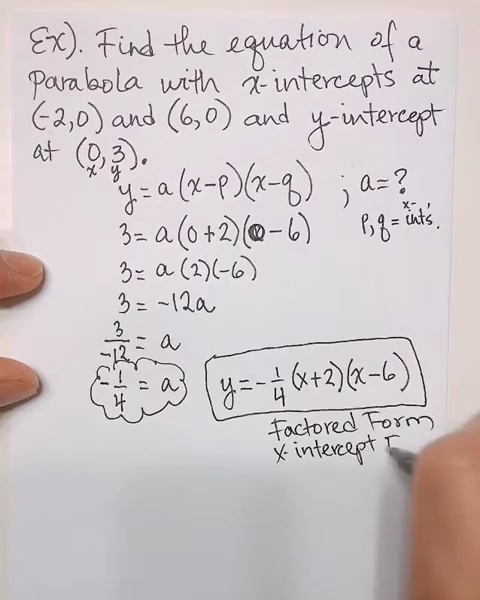 Ex). Find the equation of a
parabola with x-intercepts at
(-2,0) and (6,0) and y-intercept
at (0,3).
x y
y=a(x-p)(x-q) ; a=?
p,q= x-int's.
3=a(0+2)(0-6)
3=a(2)(-6)
3=-12a
3/-12=a
-1/4=a
y=-1/4(x+2)(x-6)
Factored Form
x-intercept F